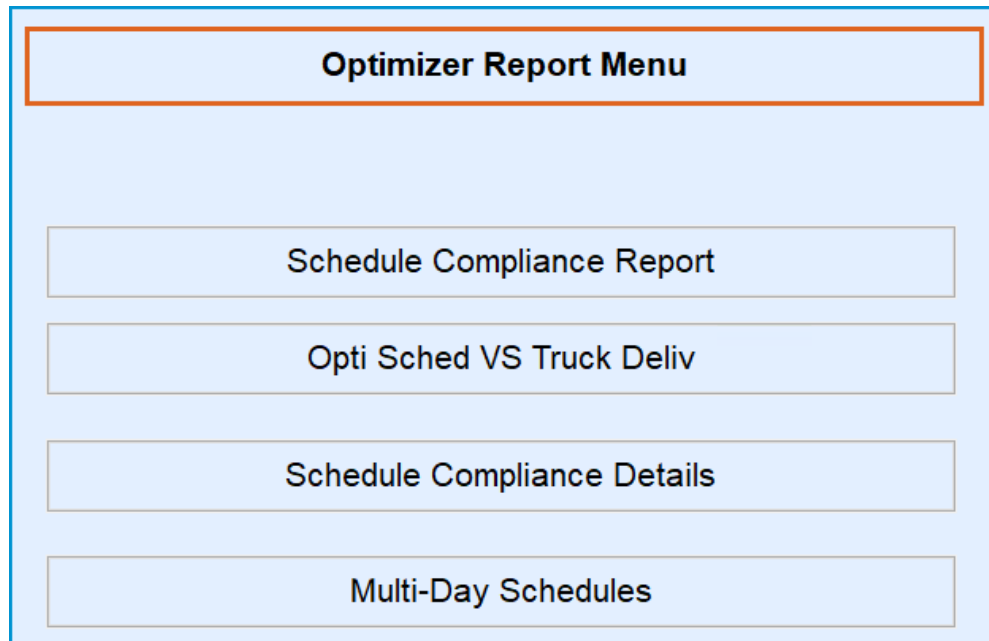 Optimizer Report Menu
Schedule Compliance Report
Opti Sched VS Truck Deliv
Schedule Compliance Details
Multi-Day Schedules